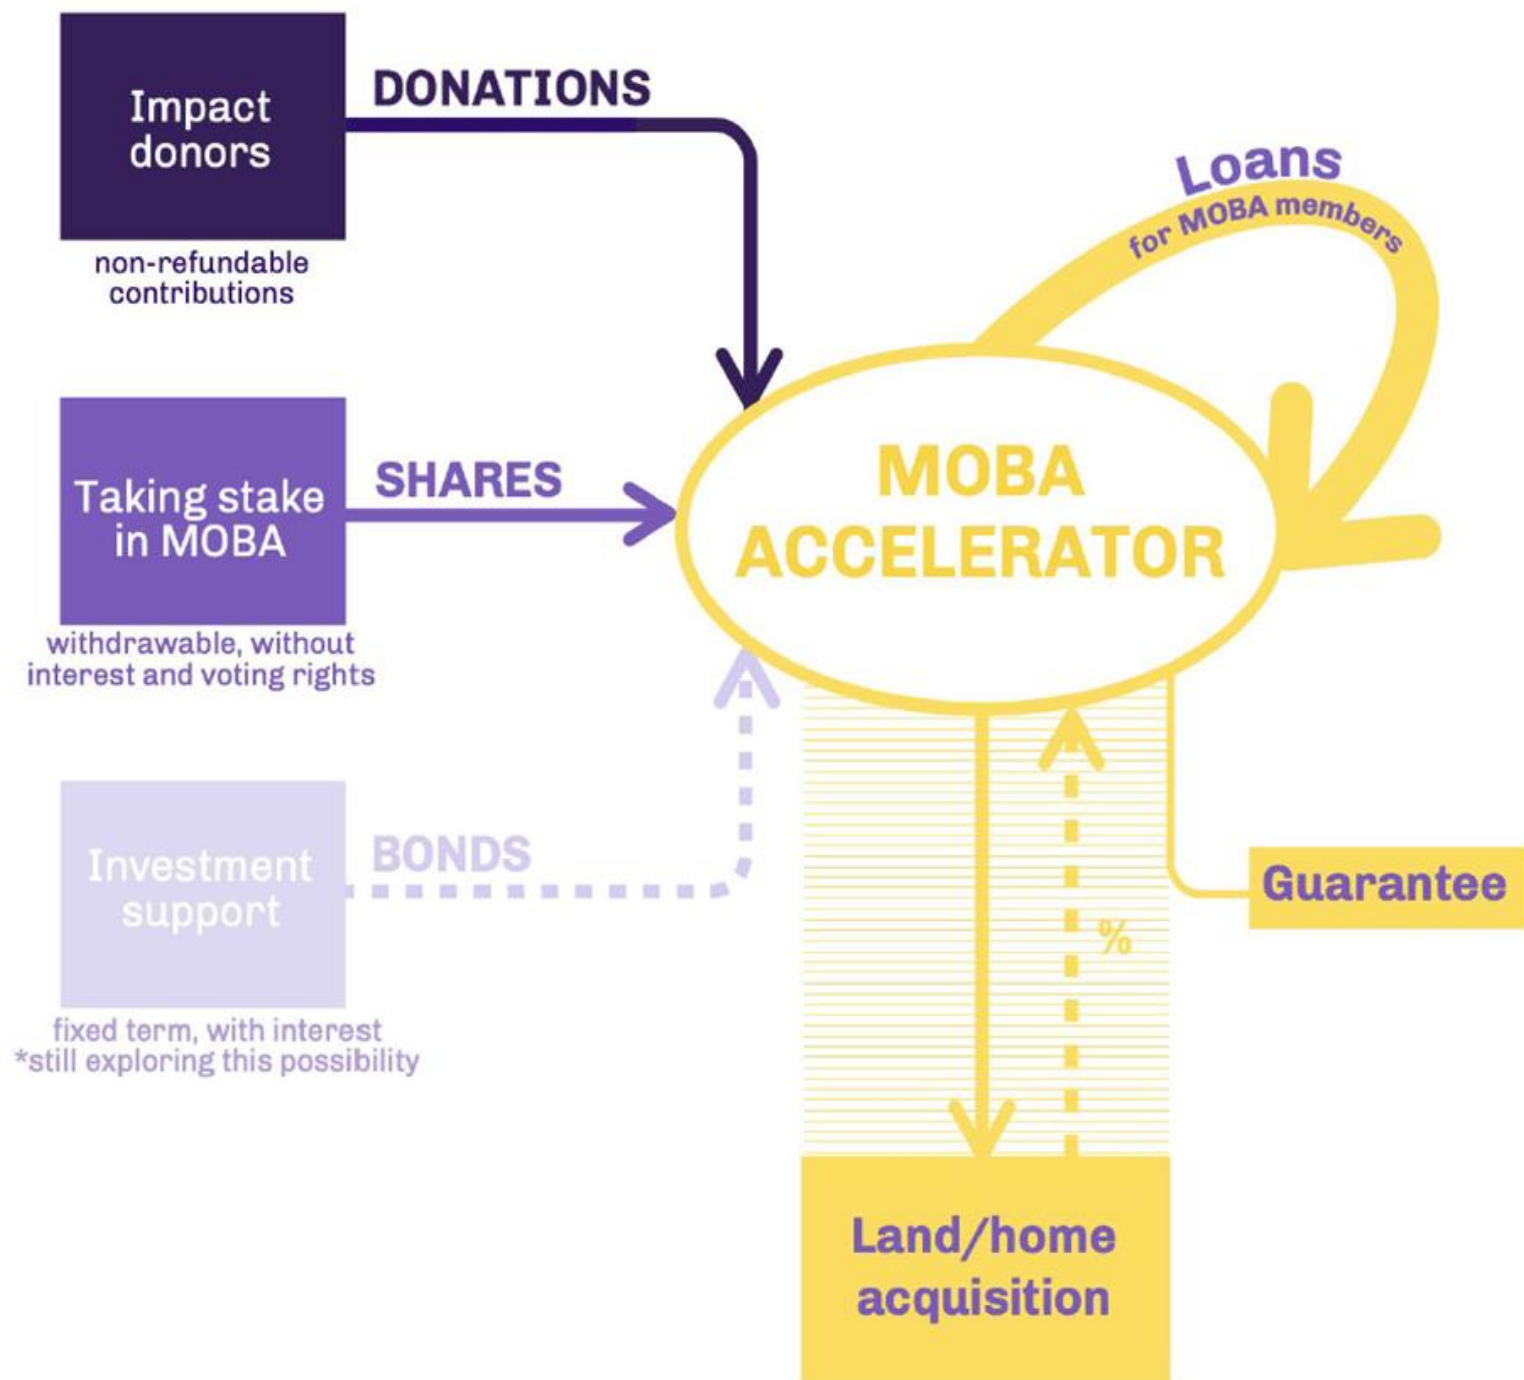 Impact
donors
DONATIONS
non-refundable
contributions
Loans
for MOBA members
Taking stake
in MOBA
SHARES
withdrawable, without
interest and voting rights
MOBA
ACCELERATOR
Investment
support
BONDS
fixed term, with interest
*still exploring this possibility
Guarantee
%
Land/home
acquisition